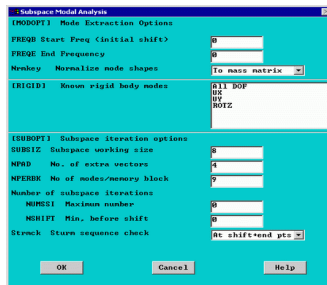 Subspace Modal Analysis
[MODOPT] Mode Extraction Options
FREQB Start Freq (initial shift) 0
FREQE End Frequency 0
Nrmkey Normalize mode shapes To mass matrix
[RIGID] Known rigid body modes All DOF
UX
UY
ROTZ
[SUBOPT] Subspace iteration options
SUBSIZ Subspace working size 8
NPAD No. of extra vectors 4
NPERBK No of modes/memory block 9
Number of subspace iterations
NUMSSI Maximum number 0
NSHIFT Min. before shift 0
Strmck Sturm sequence check At shift+end pts
OK Cancel Help